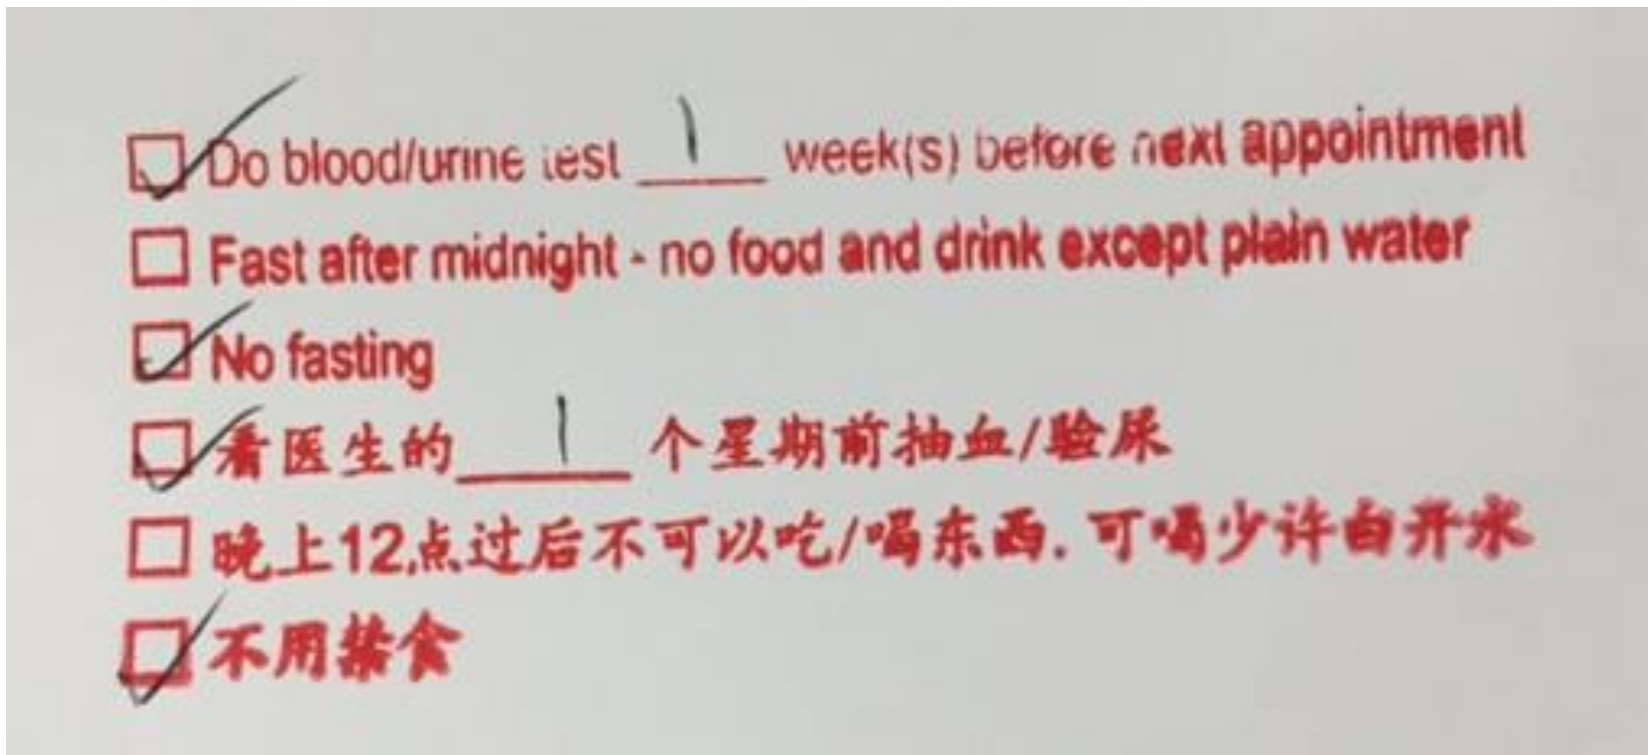 ☑ Do blood/urine test 1 week(s) before next appointment
☐ Fast after midnight - no food and drink except plain water
☑ No fasting
☑ 看医生的 1 个星期前抽血/验尿
☐ 晚上12点过后不可以吃/喝东西. 可喝少许白开水
☑ 不用禁食